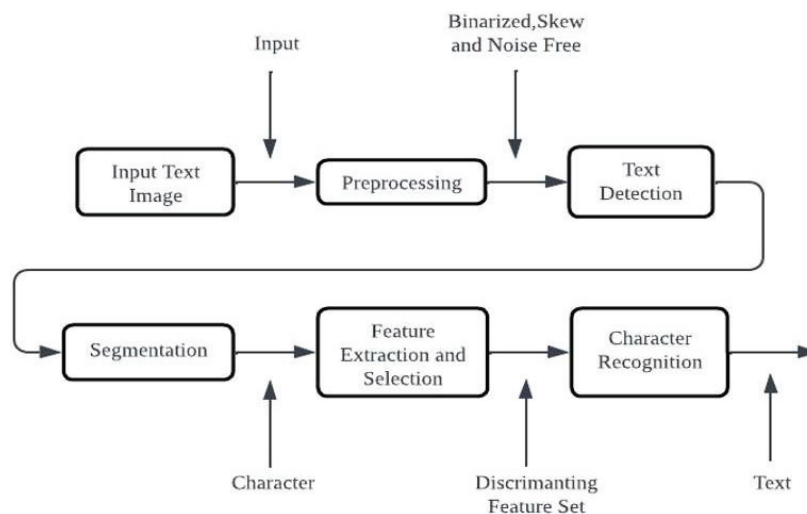 Input
Binarized,Skew
and Noise Free
Input Text
Image
Preprocessing
Text
Detection
Segmentation
Feature
Extraction and
Selection
Character
Recognition
Character
Discrimanting
Feature Set
Text